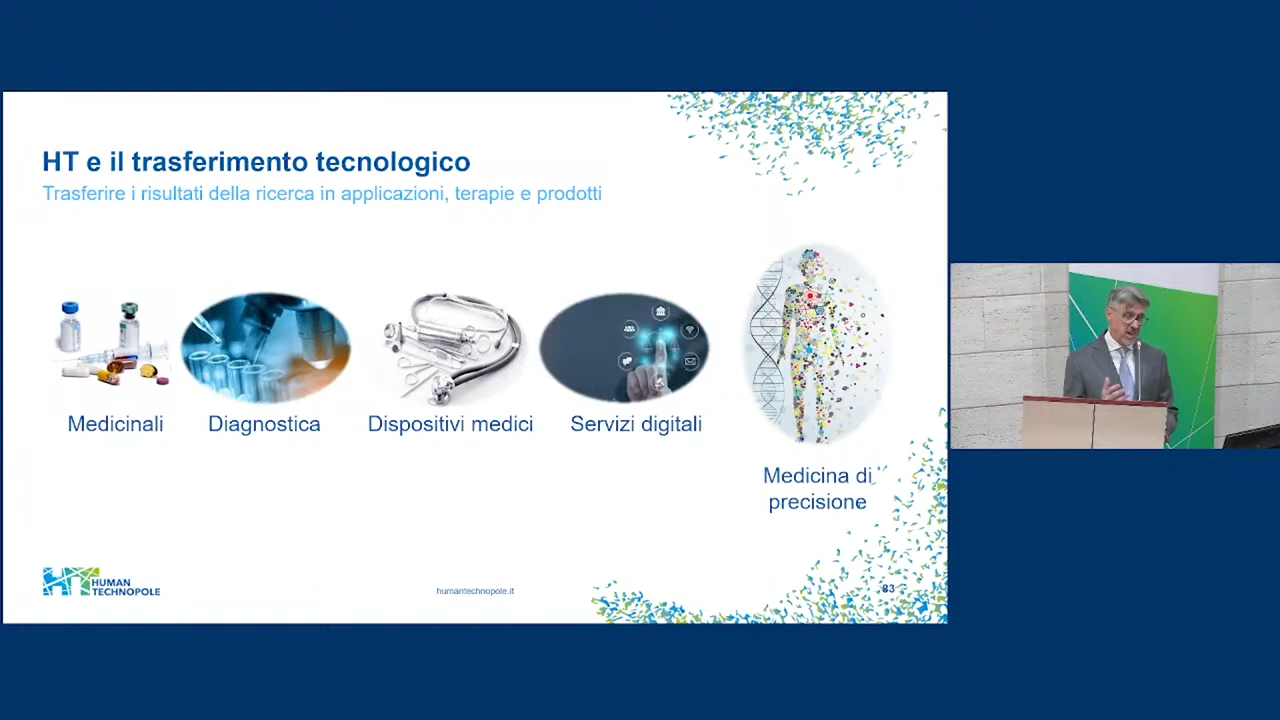 HT e il trasferimento tecnologico
Trasferire i risultati della ricerca in applicazioni, terapie e prodotti
Medicinali
Diagnostica
Dispositivi medici
Servizi digitali
Medicina di
precisione
HT HUMAN
TECHNOPOLE
humantechnopole.it
83